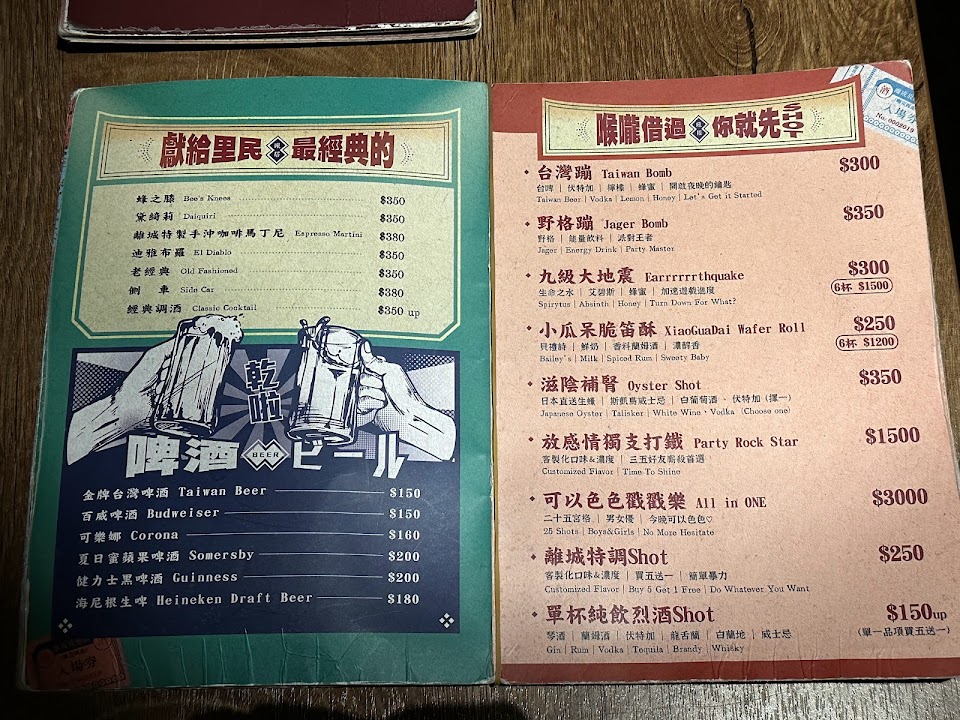 獻給里民 最經典的
蜂之膝 Bee's Knees $350
黛綺莉 Daiquiri $350
離城特製手沖咖啡馬丁尼 Espresso Martini $380
迪雅布羅 El Diablo $350
老經典 Old Fashioned $350
側車 Side Car $380
經典調酒 Classic Cocktail $350 up
乾啦
啤酒 BEER ビール
金牌台灣啤酒 Taiwan Beer $150
百威啤酒 Budweiser $150
可樂娜 Corona $160
夏日蜜蘋果啤酒 Somersby $200
健力士黑啤酒 Guinness $200
海尼根生啤 Heineken Draft Beer $180
入場券
喉嚨借過 你就先SHOT
酒
入場券
No. 0002619
台灣蹦 Taiwan Bomb $300
台啤 | 伏特加 | 檸檬 | 蜂蜜 | 開啟夜晚的鑰匙
Taiwan Beer | Vodka | Lemon | Honey | Let's Get it Started
野格蹦 Jager Bomb $350
野格 | 能量飲料 | 派對王者
Jager | Energy Drink | Party Master
九級大地震 Earrrrrrthquake $300
生命之水 | 艾碧斯 | 蜂蜜 | 加速遊戲進度 6杯 $1500
Spirytus | Absinth | Honey | Turn Down For What?
小瓜呆脆笛酥 XiaoGuaDai Wafer Roll $250
貝禮詩 | 鮮奶 | 香料蘭姆酒 | 濃醇香 6杯 $1200
Bailey's | Milk | Spiced Rum | Sweety Baby
滋陰補腎 Oyster Shot $350
日本直送生蠔 | 斯凱島威士忌 | 白葡萄酒、伏特加 (擇一)
Japanese Oyster | Talisker | White Wine、Vodka (Choose one)
放感情獨支打鐵 Party Rock Star $1500
客製化口味&濃度 | 三五好友喬殺首選
Customized Flavor | Time To Shine
可以色色戳戳樂 All in ONE $3000
二十五宮格 | 男女優 | 今晚可以色色♡
25 Shots | Boys&Girls | No More Hesitate
離城特調Shot $250
客製化口味&濃度 | 買五送一 | 簡單暴力
Customized Flavor | Buy 5 Get 1 Free | Do Whatever You Want
單杯純飲烈酒Shot $150up
琴酒 | 蘭姆酒 | 伏特加 | 龍舌蘭 | 白蘭地 | 威士忌 (單一品項買五送一)
Gin | Rum | Vodka | Tequila | Brandy | Whisky